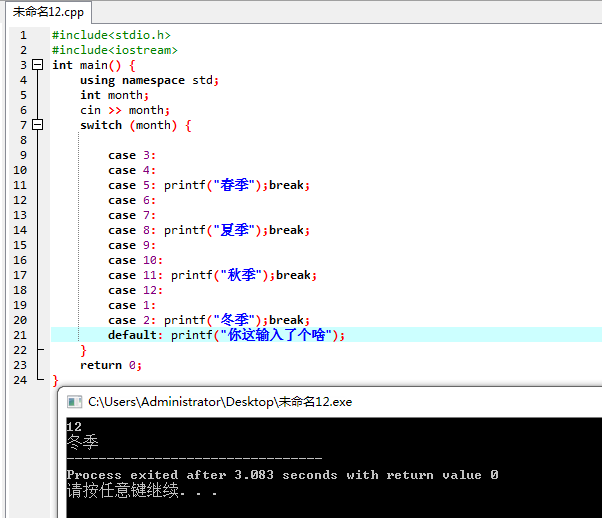 未命名12.cpp
1 #include<stdio.h>
2 #include<iostream>
3 int main() {
4 using namespace std;
5 int month;
6 cin >> month;
7 switch (month) {
8
9 case 3:
10 case 4:
11 case 5: printf("春季");break;
12 case 6:
13 case 7:
14 case 8: printf("夏季");break;
15 case 9:
16 case 10:
17 case 11: printf("秋季");break;
18 case 12:
19 case 1:
20 case 2: printf("冬季");break;
21 default: printf("你这输入了个啥");
22 }
23 return 0;
24 }
C:\Users\Administrator\Desktop\未命名12.exe
12
冬季
--------------------------------
Process exited after 3.083 seconds with return value 0
请按任意键继续. . .